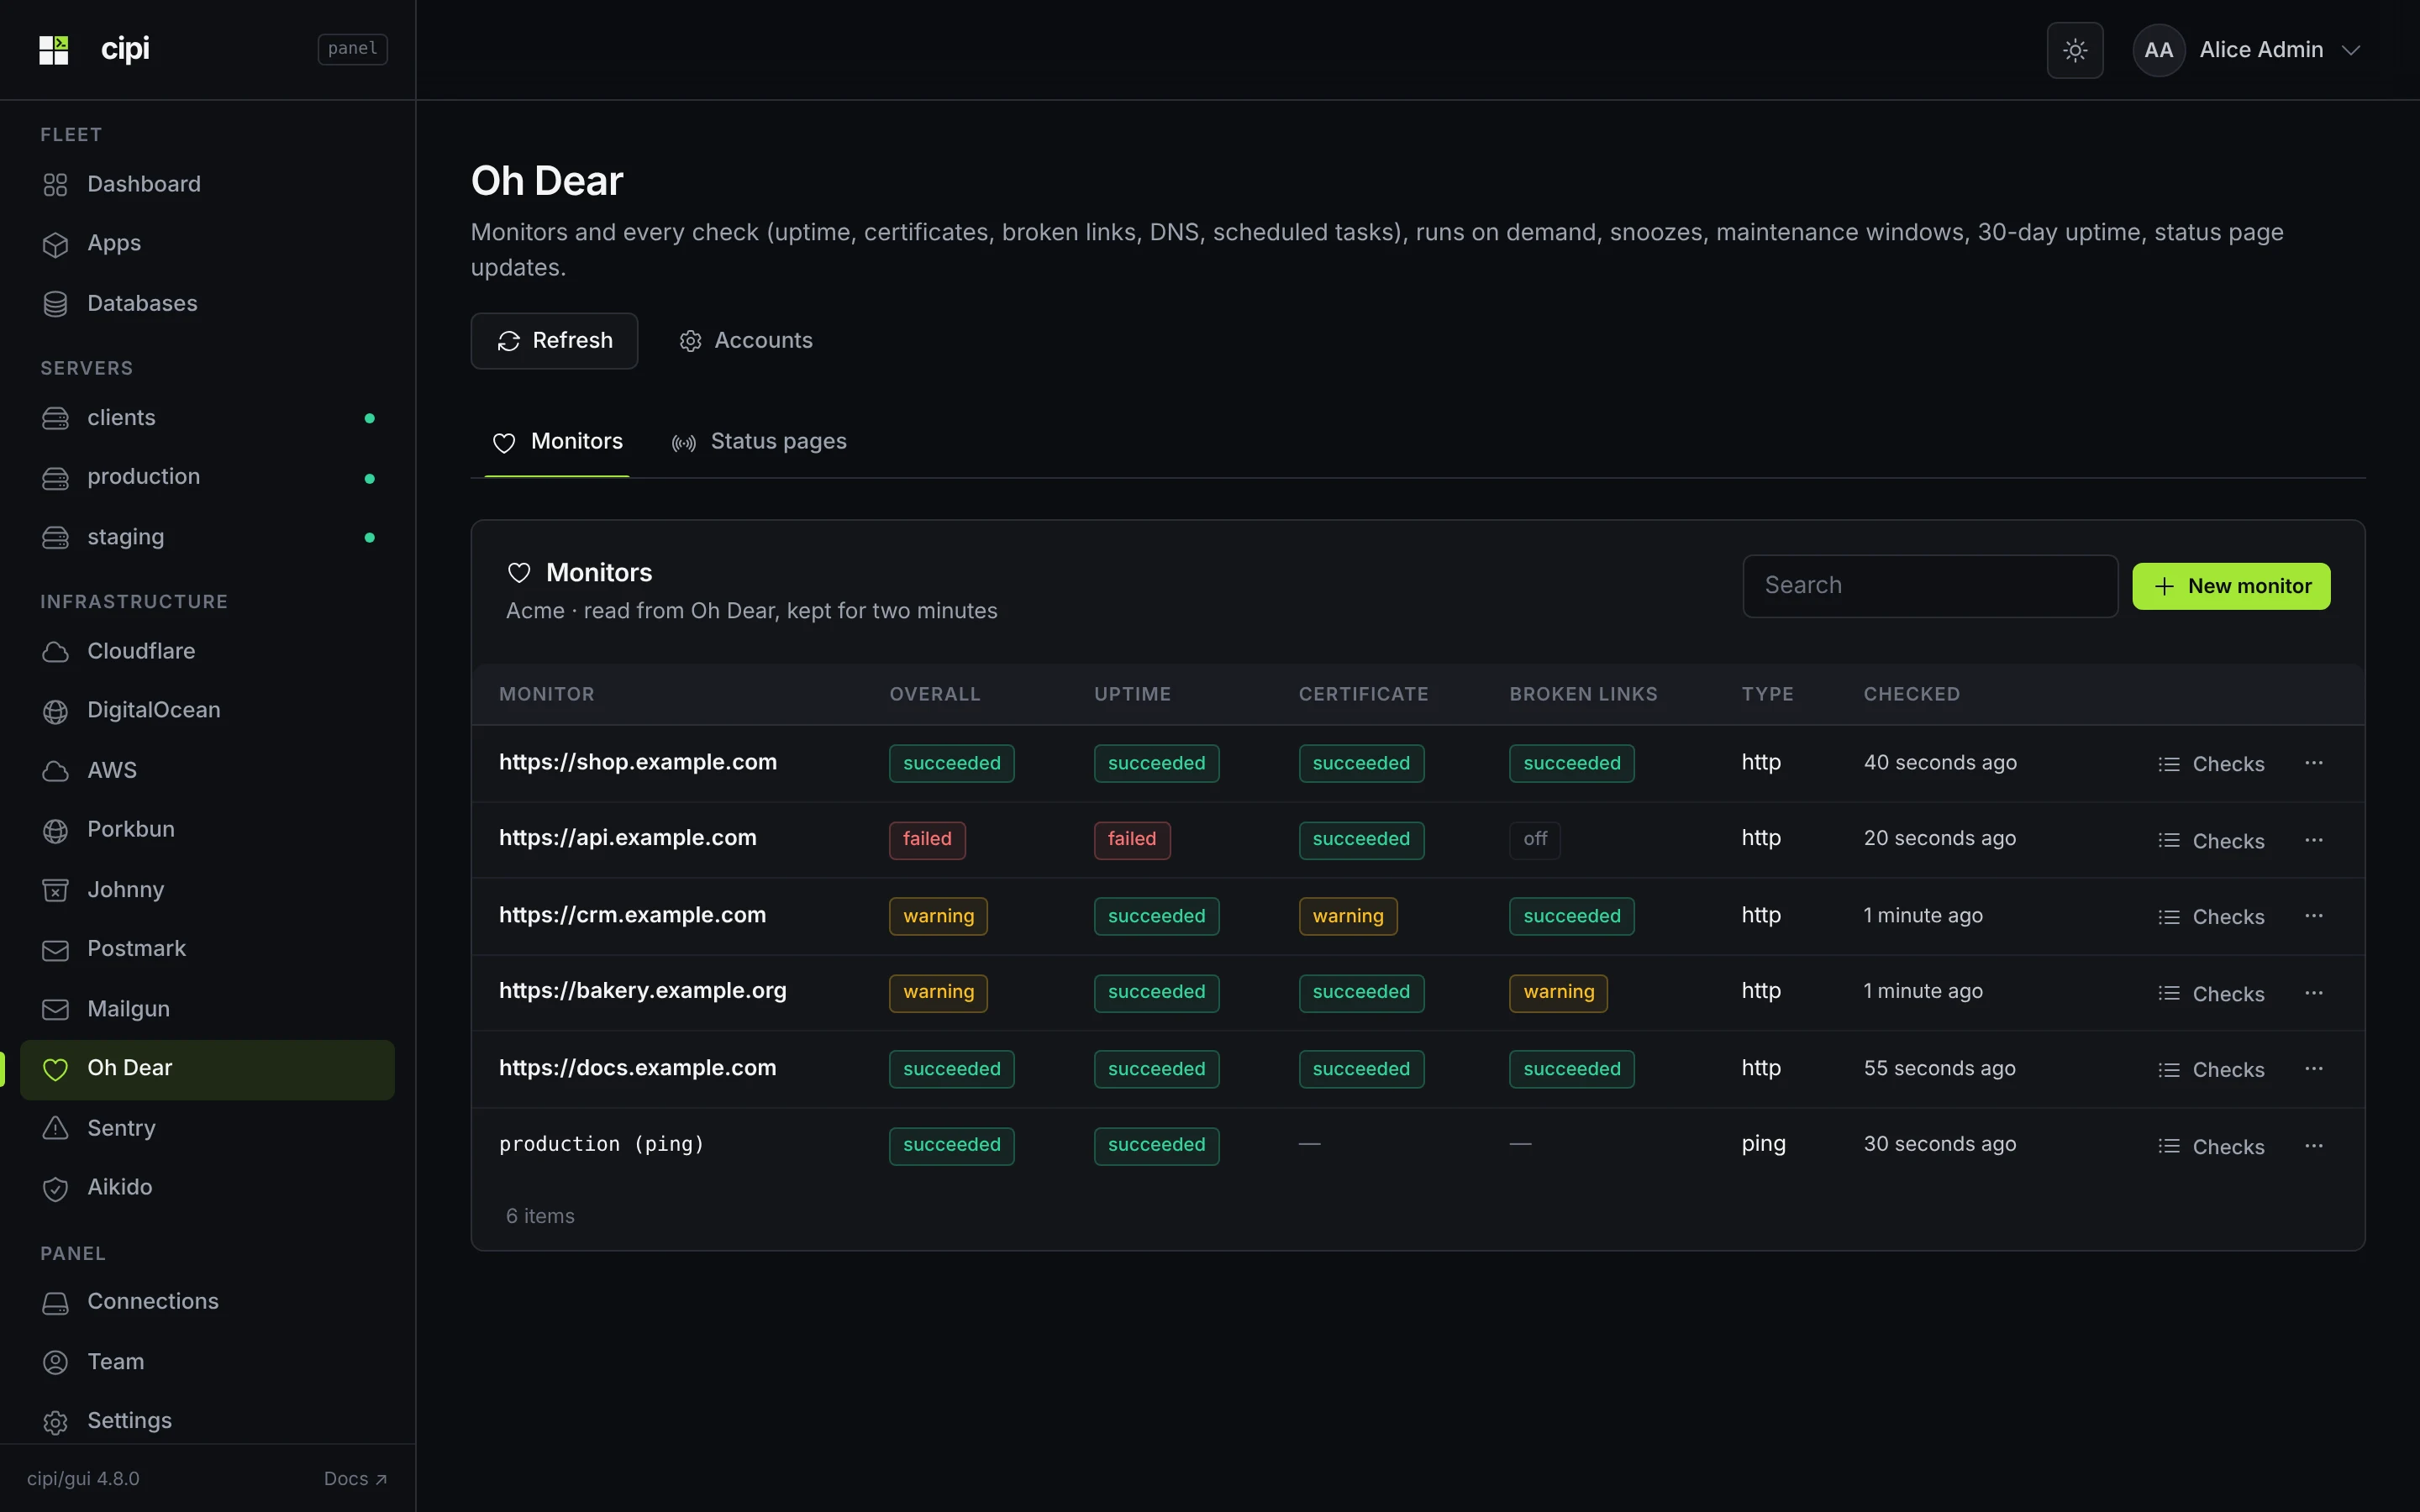 cipi
panel
AA
Alice Admin
FLEET
Dashboard
Apps
Databases
SERVERS
clients
production
staging
INFRASTRUCTURE
Cloudflare
DigitalOcean
AWS
Porkbun
Johnny
Postmark
Mailgun
Oh Dear
Sentry
Aikido
PANEL
Connections
Team
Settings
cipi/gui 4.8.0
Docs ↗
Oh Dear
Monitors and every check (uptime, certificates, broken links, DNS, scheduled tasks), runs on demand, snoozes, maintenance windows, 30-day uptime, status page
updates.
Refresh
Accounts
Monitors
Status pages
Monitors
Acme · read from Oh Dear, kept for two minutes
Search
New monitor
MONITOR OVERALL UPTIME CERTIFICATE BROKEN LINKS TYPE CHECKED
https://shop.example.com succeeded succeeded succeeded succeeded http 40 seconds ago Checks ···
https://api.example.com failed failed succeeded off http 20 seconds ago Checks ···
https://crm.example.com warning succeeded warning succeeded http 1 minute ago Checks ···
https://bakery.example.org warning succeeded succeeded warning http 1 minute ago Checks ···
https://docs.example.com succeeded succeeded succeeded succeeded http 55 seconds ago Checks ···
production (ping) succeeded succeeded — — ping 30 seconds ago Checks ···
6 items